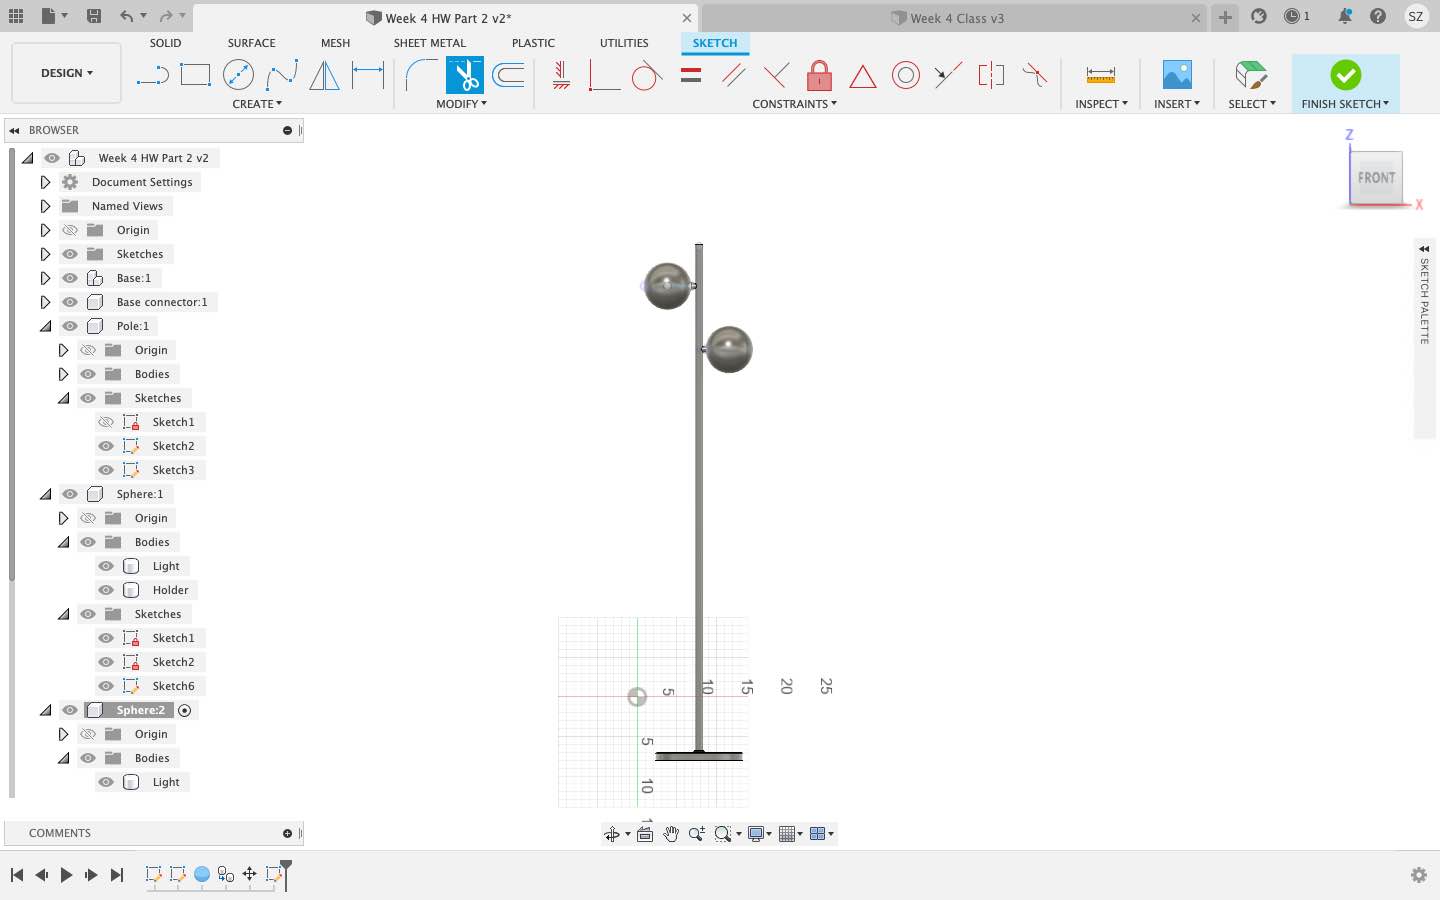 Week 4 HW Part 2 v2*
Week 4 Class v3
1
SZ
DESIGN
SOLID
SURFACE
MESH
SHEET METAL
PLASTIC
UTILITIES
SKETCH
CREATE
MODIFY
CONSTRAINTS
INSPECT
INSERT
SELECT
FINISH SKETCH
BROWSER
Week 4 HW Part 2 v2
Document Settings
Named Views
Origin
Sketches
Base:1
Base connector:1
Pole:1
Origin
Bodies
Sketches
Sketch1
Sketch2
Sketch3
Sphere:1
Origin
Bodies
Light
Holder
Sketches
Sketch1
Sketch2
Sketch6
Sphere:2
Origin
Bodies
Light
Z
FRONT
X
SKETCH PALETTE
5
10
15
20
25
5
10
COMMENTS